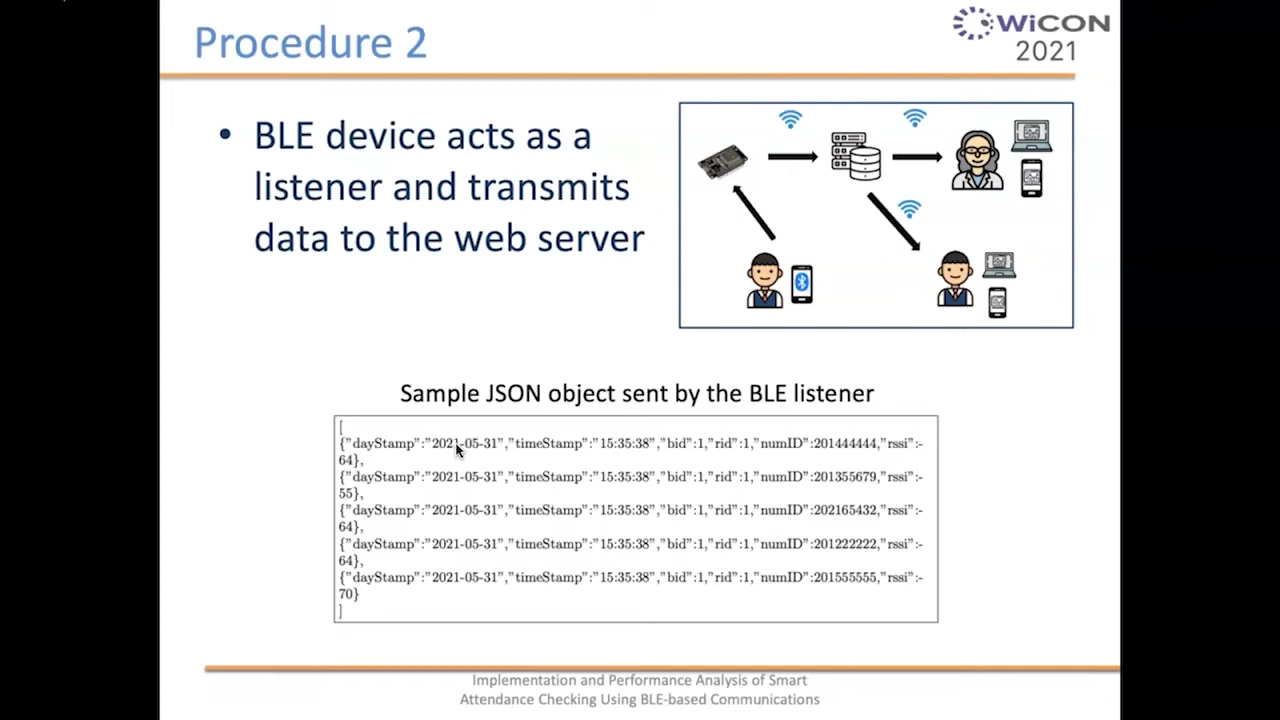 Procedure 2
WiCON
2021
• BLE device acts as a
listener and transmits
data to the web server
Sample JSON object sent by the BLE listener
[
{"dayStamp":"2021-05-31","timeStamp":"15:35:38","bid":1,"rid":1,"numID":201444444,"rssi":-
64},
{"dayStamp":"2021-05-31","timeStamp":"15:35:38","bid":1,"rid":1,"numID":201355679,"rssi":-
55},
{"dayStamp":"2021-05-31","timeStamp":"15:35:38","bid":1,"rid":1,"numID":202165432,"rssi":-
64},
{"dayStamp":"2021-05-31","timeStamp":"15:35:38","bid":1,"rid":1,"numID":201222222,"rssi":-
64},
{"dayStamp":"2021-05-31","timeStamp":"15:35:38","bid":1,"rid":1,"numID":201555555,"rssi":-
70}
]
Implementation and Performance Analysis of Smart
Attendance Checking Using BLE-based Communications